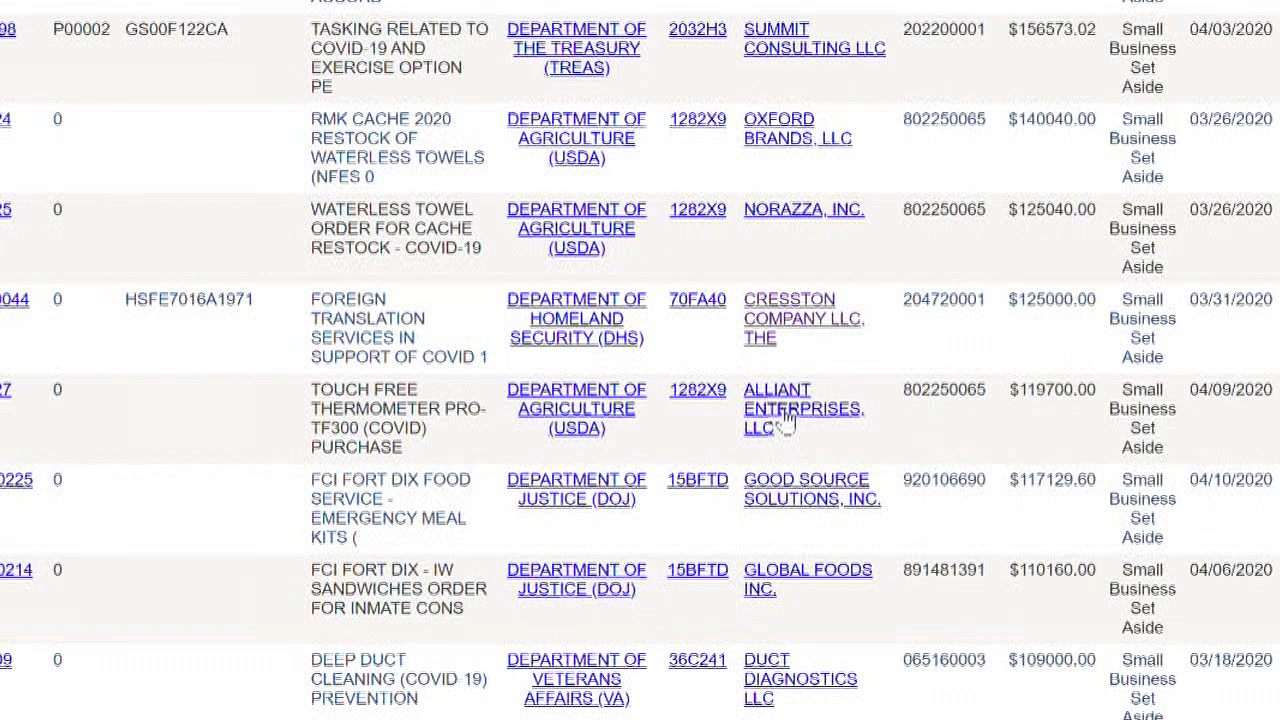 98 P00002 GS00F122CA TASKING RELATED TO DEPARTMENT OF 2032H3 SUMMIT 202200001 $156573.02 Small 04/03/2020
COVID-19 AND THE TREASURY CONSULTING LLC Business
EXERCISE OPTION (TREAS) Set
PE Aside
24 0 RMK CACHE 2020 DEPARTMENT OF 1282X9 OXFORD 802250065 $140040.00 Small 03/26/2020
RESTOCK OF AGRICULTURE BRANDS, LLC Business
WATERLESS TOWELS (USDA) Set
(NFES 0 Aside
25 0 WATERLESS TOWEL DEPARTMENT OF 1282X9 NORAZZA, INC. 802250065 $125040.00 Small 03/26/2020
ORDER FOR CACHE AGRICULTURE Business
RESTOCK - COVID-19 (USDA) Set
Aside
0044 0 HSFE7016A1971 FOREIGN DEPARTMENT OF 70FA40 CRESSTON 204720001 $125000.00 Small 03/31/2020
TRANSLATION HOMELAND COMPANY LLC, Business
SERVICES IN SECURITY (DHS) THE Set
SUPPORT OF COVID 1 Aside
27 0 TOUCH FREE DEPARTMENT OF 1282X9 ALLIANT 802250065 $119700.00 Small 04/09/2020
THERMOMETER PRO- AGRICULTURE ENTERPRISES, Business
TF300 (COVID) (USDA) LLC Set
PURCHASE Aside
0225 0 FCI FORT DIX FOOD DEPARTMENT OF 15BFTD GOOD SOURCE 920106690 $117129.60 Small 04/10/2020
SERVICE - JUSTICE (DOJ) SOLUTIONS, INC. Business
EMERGENCY MEAL Set
KITS ( Aside
0214 0 FCI FORT DIX - IW DEPARTMENT OF 15BFTD GLOBAL FOODS 891481391 $110160.00 Small 04/06/2020
SANDWICHES ORDER JUSTICE (DOJ) INC. Business
FOR INMATE CONS Set
Aside
09 0 DEEP DUCT DEPARTMENT OF 36C241 DUCT 065160003 $109000.00 Small 03/18/2020
CLEANING (COVID-19) VETERANS DIAGNOSTICS Business
PREVENTION AFFAIRS (VA) LLC Set
Aside